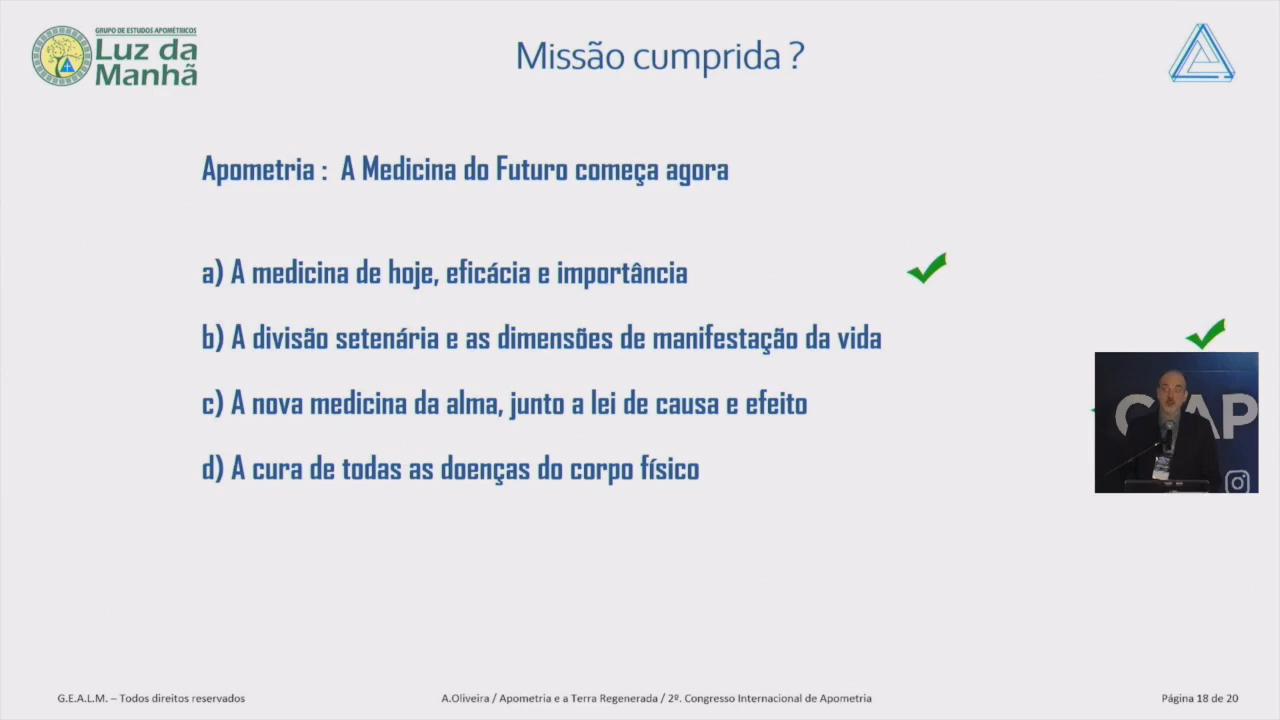 GRUPO DE ESTUDOS APOMÉTRICOS
Luz da
Manhã
Missão cumprida ?
Apometria : A Medicina do Futuro começa agora
a) A medicina de hoje, eficácia e importância
b) A divisão setenária e as dimensões de manifestação da vida
c) A nova medicina da alma, junto a lei de causa e efeito
d) A cura de todas as doenças do corpo físico
G.E.A.L.M. – Todos direitos reservados
A.Oliveira / Apometria e a Terra Regenerada / 2º. Congresso Internacional de Apometria
Página 18 de 20